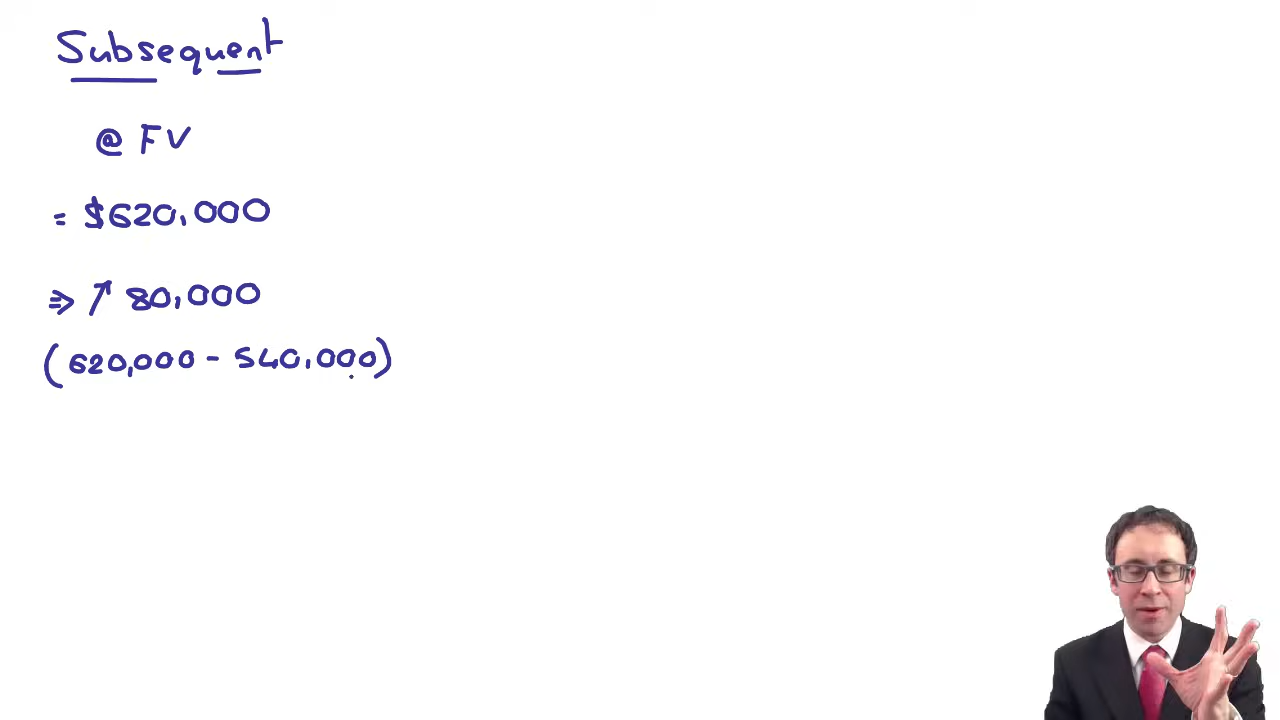 Subsequent
@ FV
= $620,000
⇒ ↗ 80,000
(620,000 - 540,000)